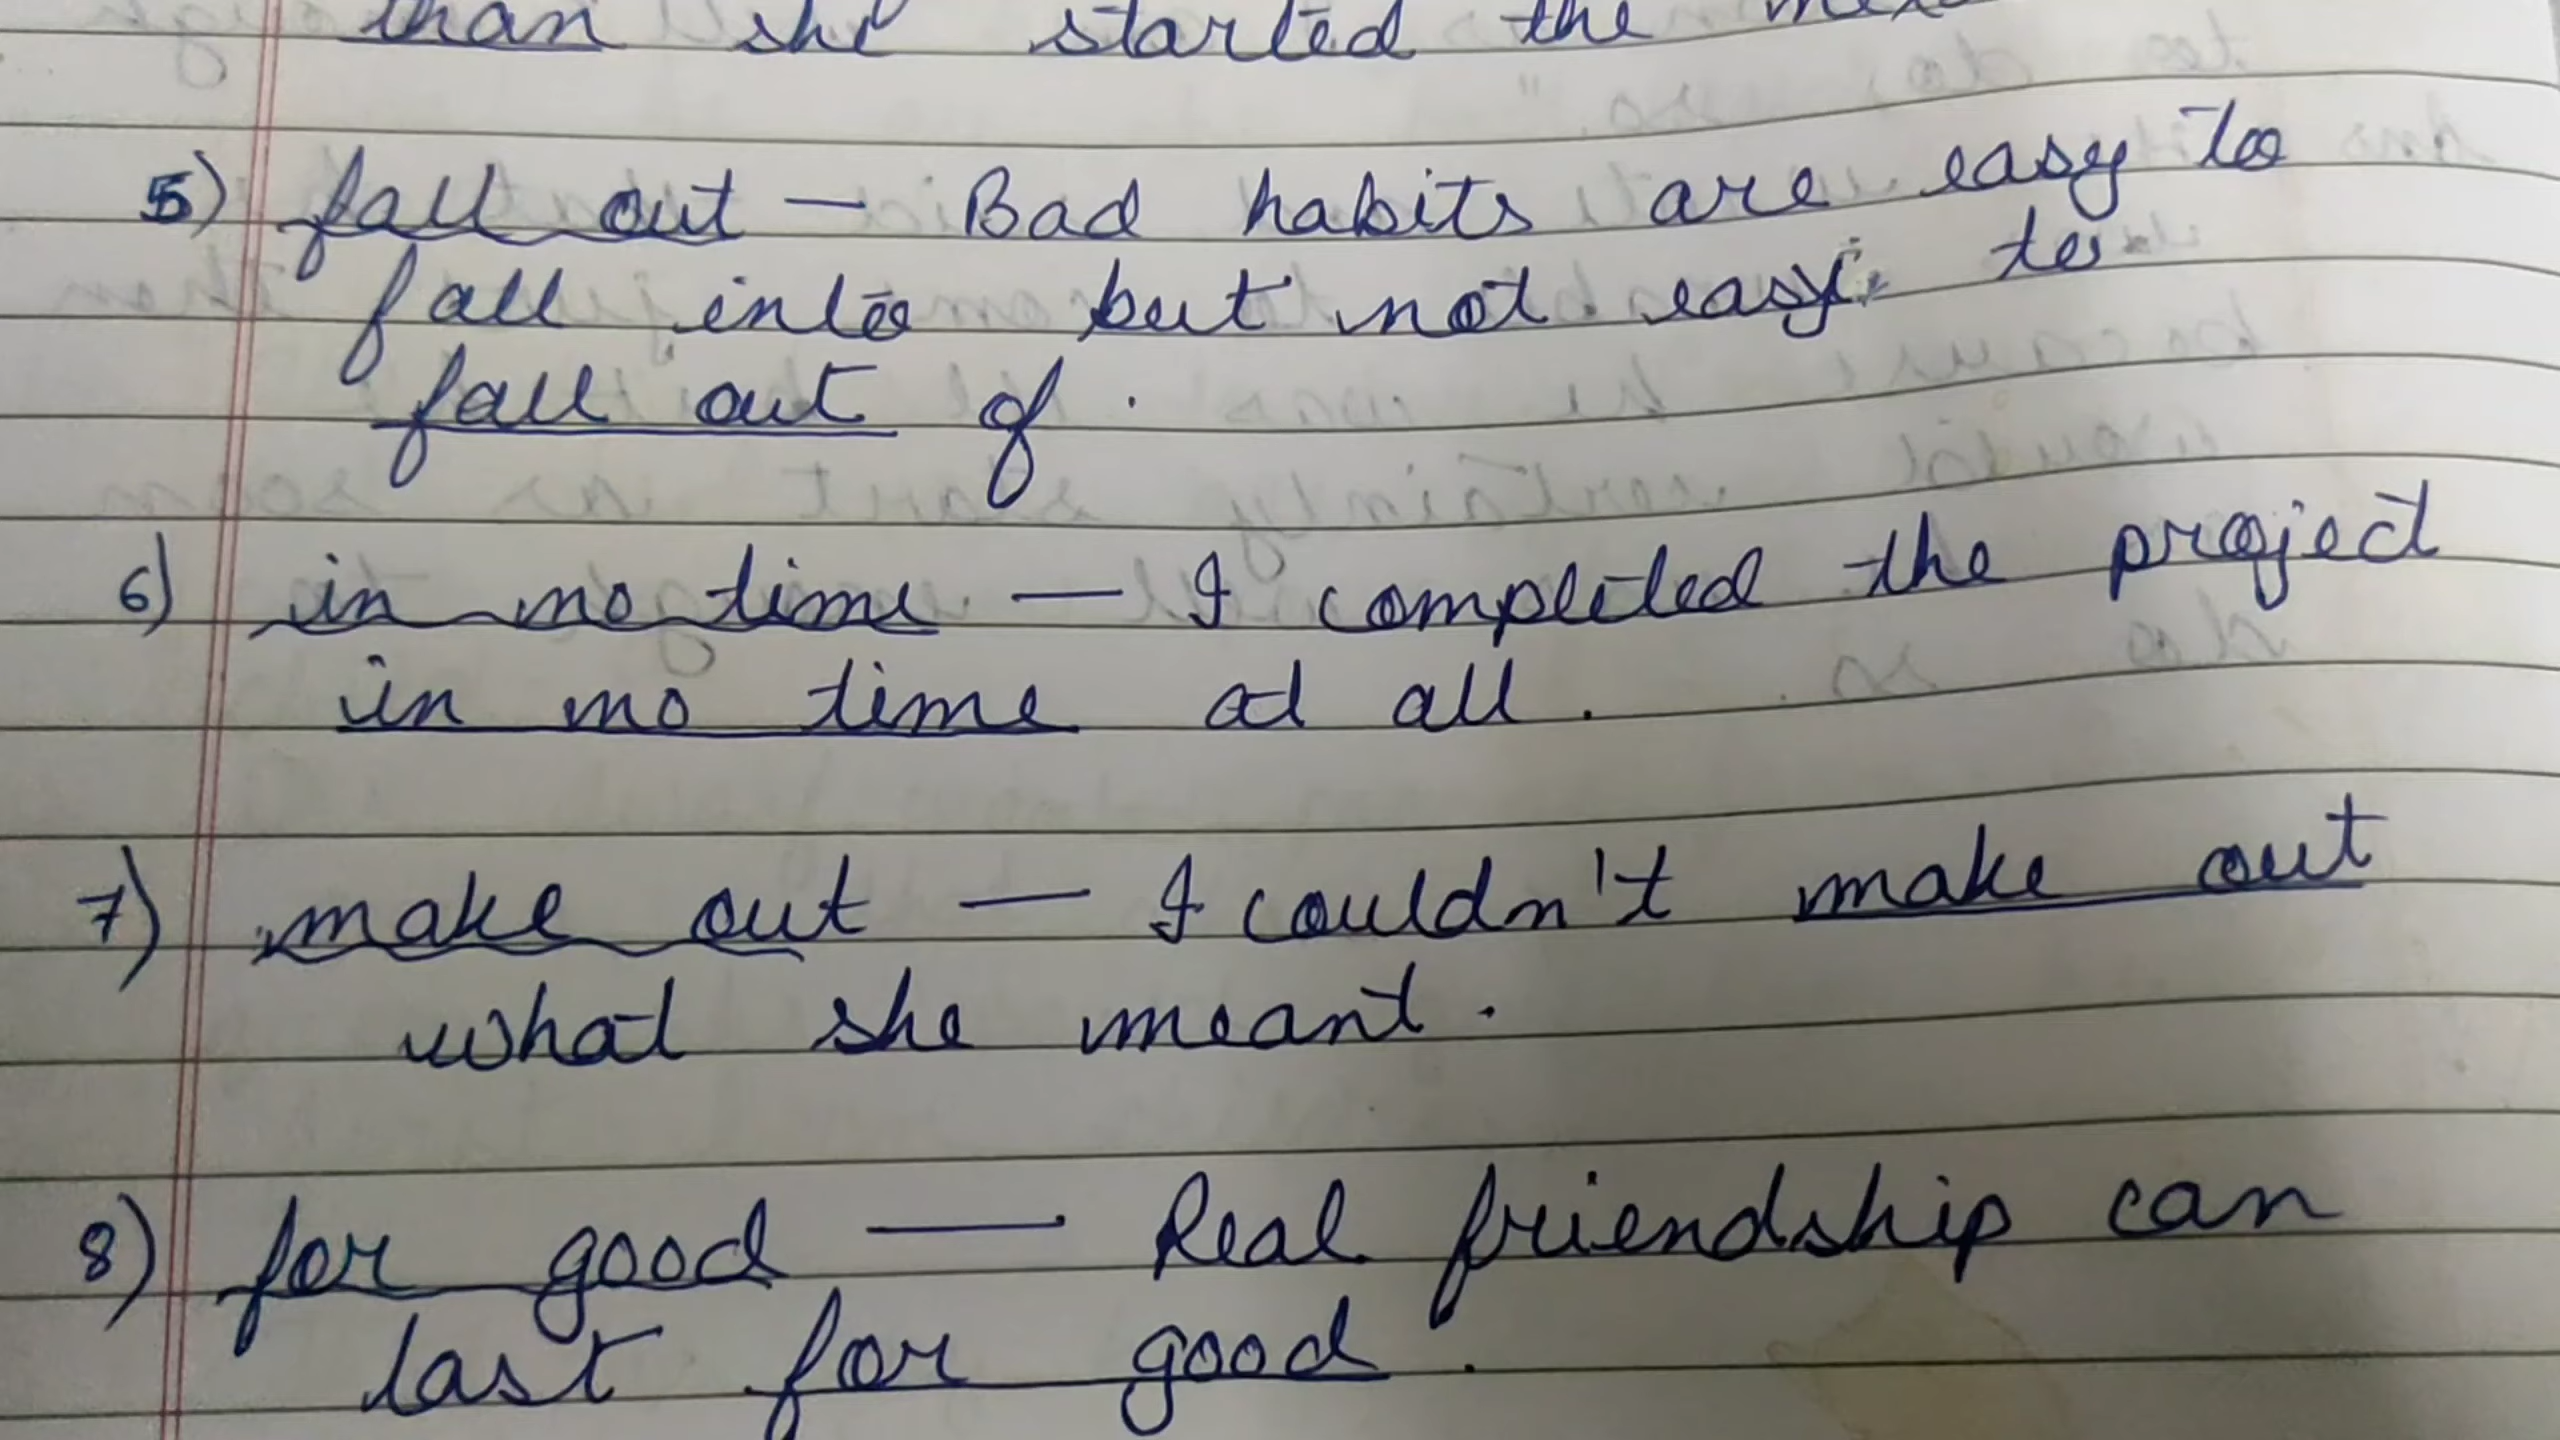 than she started the
5) fall out — Bad habits are easy to
fall into but not easy to
fall out of.
6) in no time — I completed the project
in no time at all.
7) make out — I couldn't make out
what she meant.
8) for good — Real friendship can
last for good.